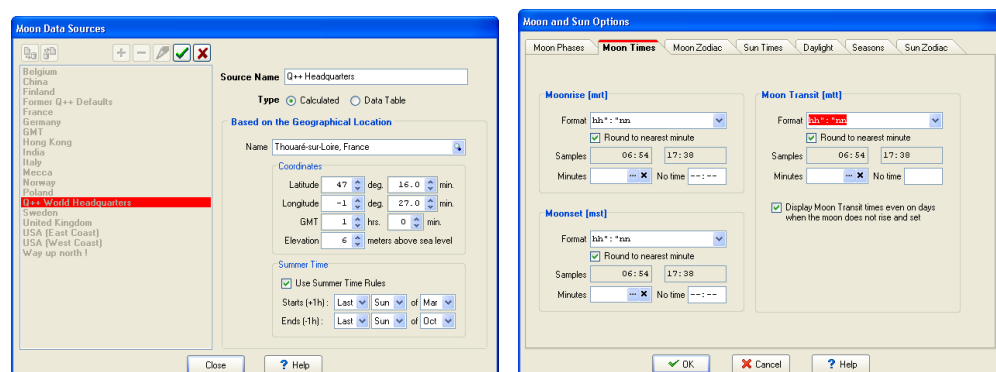 Moon Data Sources
Belgium
China
Finland
Former Q++ Defaults
France
Germany
GMT
Hong Kong
India
Italy
Mecca
Norway
Poland
Q++ World Headquarters
Sweden
United Kingdom
USA (East Coast)
USA (West Coast)
Way up north !
Source Name Q++ Headquarters
Type Calculated Data Table
Based on the Geographical Location
Name Thouaré-sur-Loire, France
Coordinates
Latitude 47 deg. 16.0 min.
Longitude -1 deg. 27.0 min.
GMT 1 hrs. 0 min.
Elevation 6 meters above sea level
Summer Time
Use Summer Time Rules
Starts (+1h) : Last Sun of Mar
Ends (-1h) : Last Sun of Oct
Close ? Help
Moon and Sun Options
Moon Phases Moon Times Moon Zodiac Sun Times Daylight Seasons Sun Zodiac
Moonrise [mrt]
Format hh":"nn
Round to nearest minute
Samples 06:54 17:38
Minutes ... No time --:--
Moonset [mst]
Format hh":"nn
Round to nearest minute
Samples 06:54 17:38
Minutes ... No time --:--
Moon Transit [mtt]
Format hh":"nn
Round to nearest minute
Samples 06:54 17:38
Minutes ... No time
Display Moon Transit times even on days
when the moon does not rise and set
OK Cancel ? Help